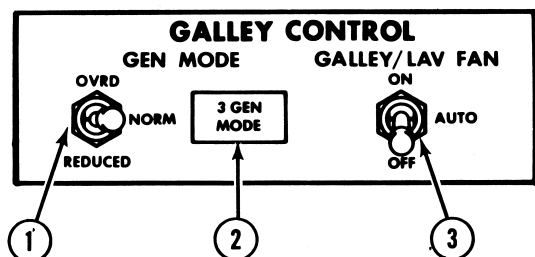 GALLEY CONTROL
GEN MODE
GALLEY/LAV FAN
OVRD
NORM
REDUCED
3 GEN
MODE
ON
AUTO
OFF
1
2
3